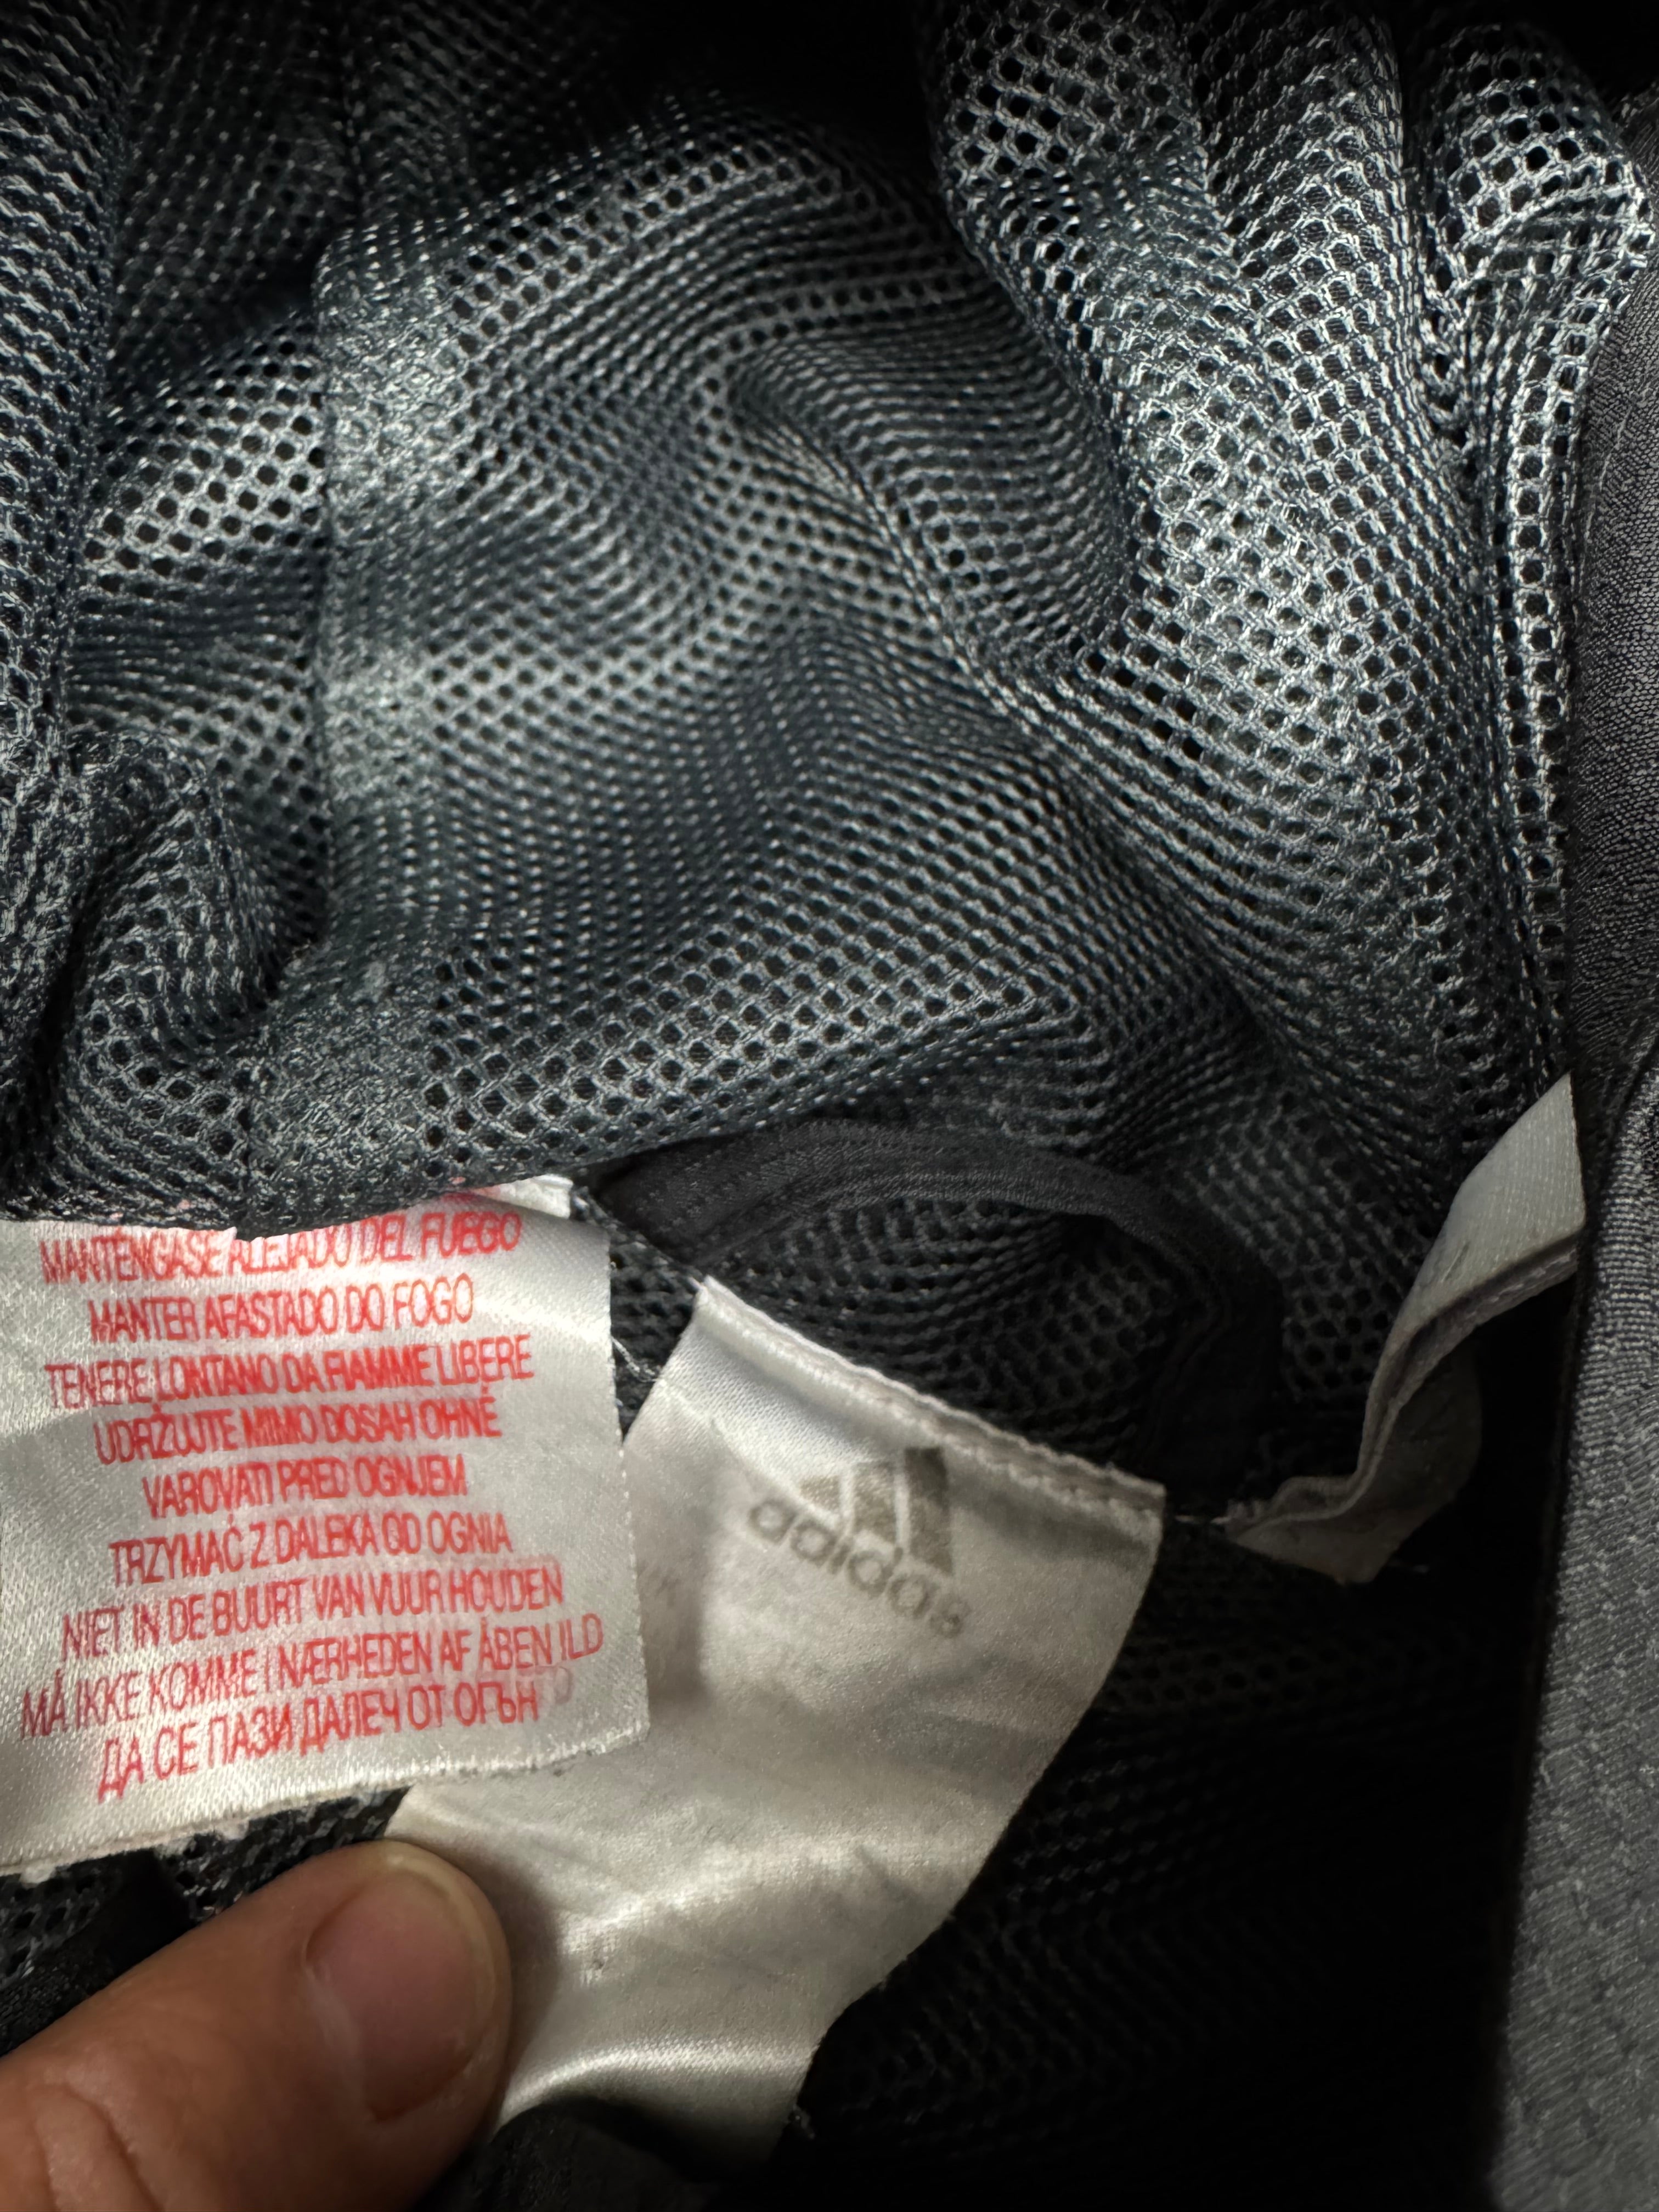 MANTENGASE ALEJADO DEL FUEGO
MANTER AFASTADO DO FOGO
TENERE LONTANO DA FIAMME LIBERE
UDRŽUJTE MIMO DOSAH OHNĚ
VAROVATI PRED OGNJEM
TRZYMAĆ Z DALEKA OD OGNIA
NIET IN DE BUURT VAN VUUR HOUDEN
MÅ IKKE KOMME I NÆRHEDEN AF ÅBEN ILD
ДА СЕ ПАЗИ ДАЛЕЧ ОТ ОГЪН
adidas